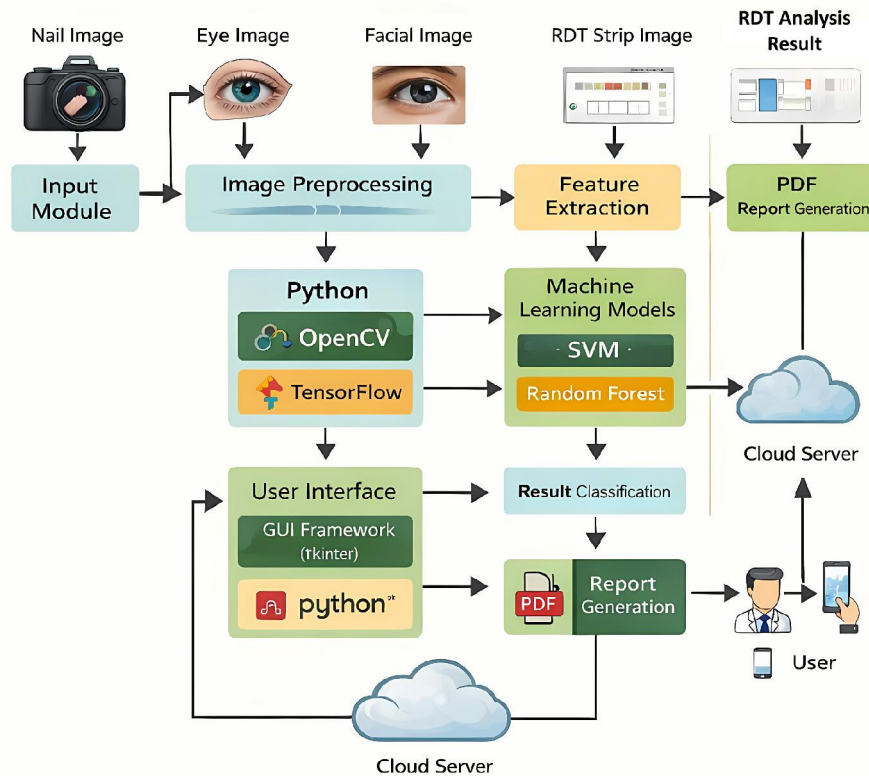 Nail Image
Eye Image
Facial Image
RDT Strip Image
RDT Analysis
Result
Input
Module
Image Preprocessing
Feature
Extraction
PDF
Report Generation
Python
OpenCV
TensorFlow
Machine
Learning Models
· SVM ·
Random Forest
Cloud Server
User Interface
GUI Framework
(Tkinter)
python
Result Classification
PDF
Report
Generation
User
Cloud Server